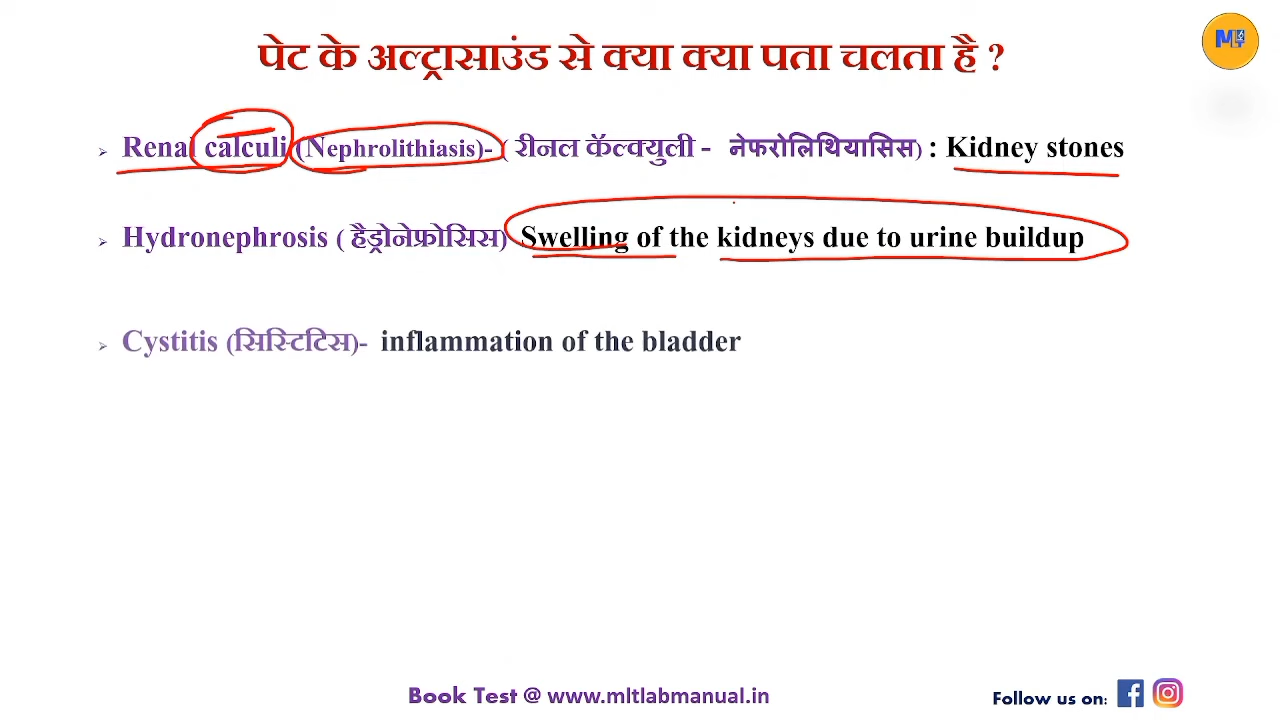 पेट के अल्ट्रासाउंड से क्या क्या पता चलता है ?
Renal calculi (Nephrolithiasis)- ( रीनल कॅल्क्युली - नेफरोलिथियासिस) : Kidney stones
Hydronephrosis ( हैड्रोनेफ्रोसिस) Swelling of the kidneys due to urine buildup
Cystitis (सिस्टिटिस)- inflammation of the bladder
Book Test @ www.mltlabmanual.in
Follow us on: